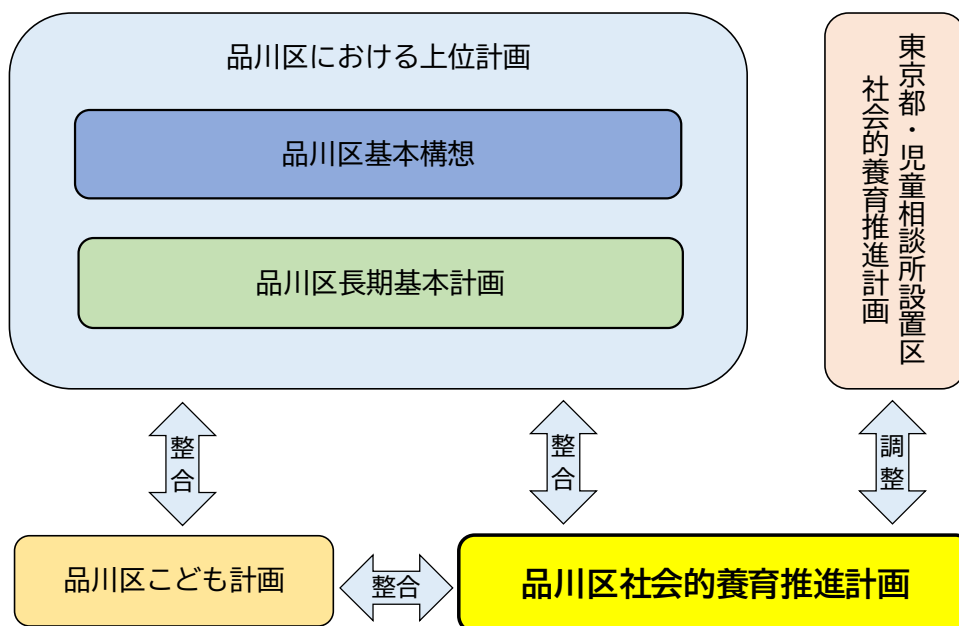 品川区における上位計画
品川区基本構想
品川区長期基本計画
東京都・児童相談所設置区
社会的養育推進計画
整合
整合
調整
品川区こども計画
整合
品川区社会的養育推進計画